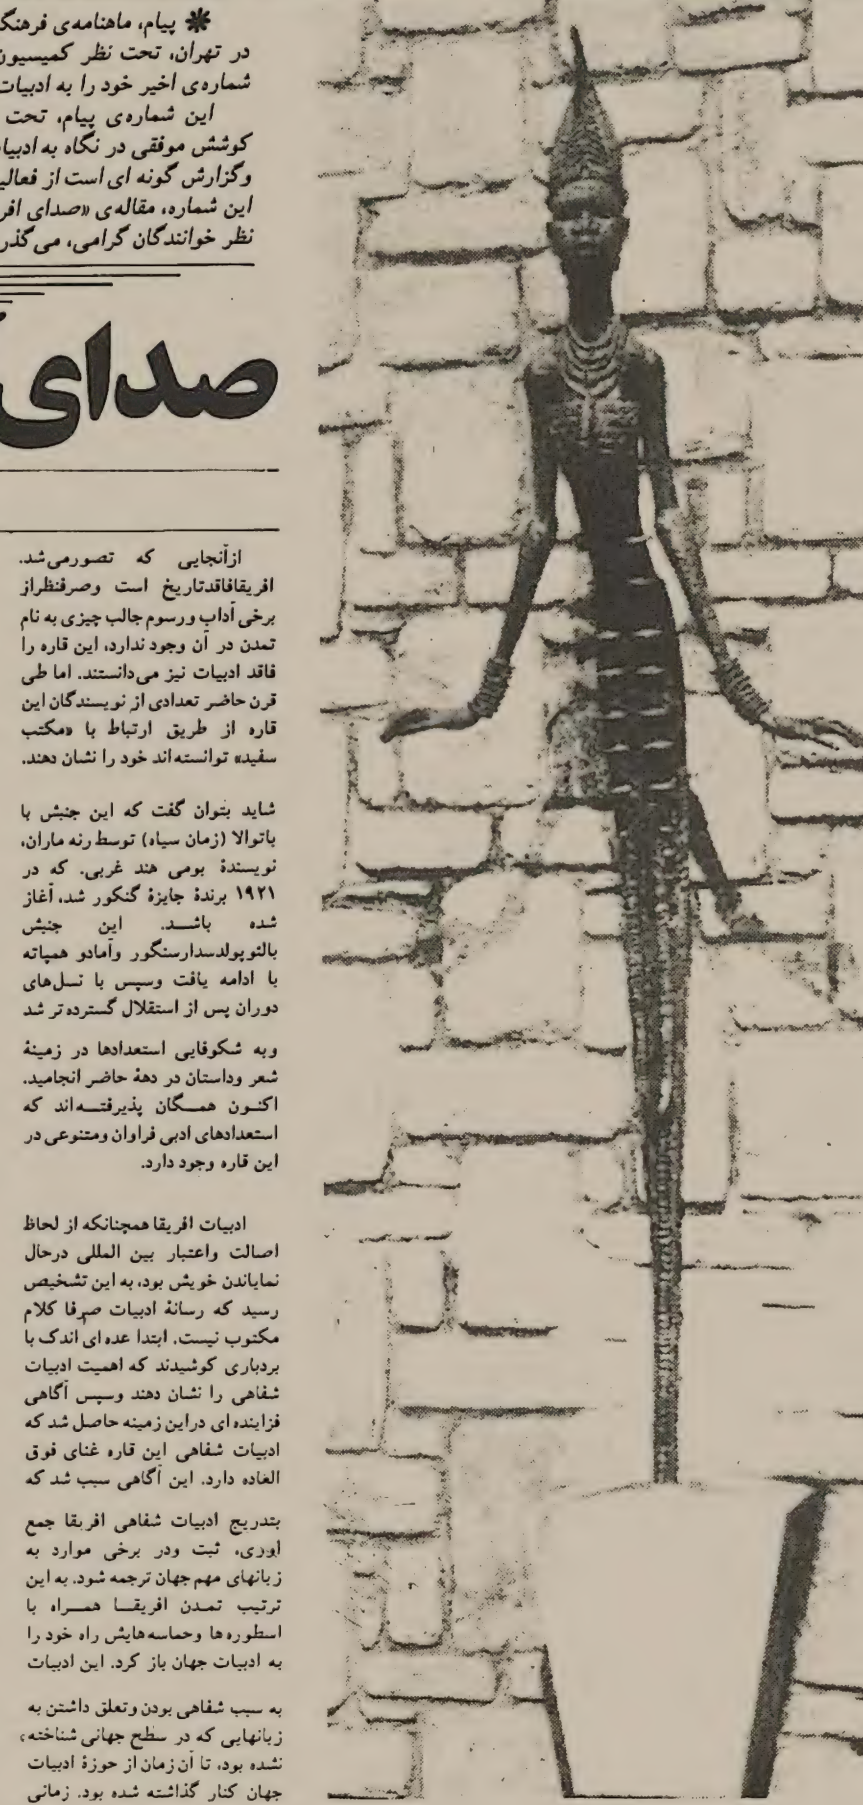 ❋ پیام، ماهنامه‌ی فرهنگ
در تهران، تحت نظر کمیسیون
شماره‌ی اخیر خود را به ادبیات
این شماره‌ی پیام، تحت
کوشش موفقی در نگاه به ادبیا
وگزارش گونه ای است از فعالی
این شماره، مقاله‌ی «صدای افر
نظر خوانندگان گرامی، می گذر
صدای
ازآنجایی که تصورمی‌شد.
افریقافاقدتاریخ است وصرفنظراز
برخی آداب ورسوم جالب چیزی به نام
تمدن در آن وجود ندارد، این قاره را
فاقد ادبیات نیز می‌دانستند. اما طی
قرن حاضر تعدادی از نویسندگان این
قاره از طریق ارتباط با «مکتب
سفید» توانسته اند خود را نشان دهند.
شاید بتوان گفت که این جنبش با
باتوالا (زمان سیاه) توسط رنه ماران،
نویسندهٔ بومی هند غربی. که در
۱۹۲۱ برندهٔ جایزهٔ گنکور شد، آغاز
شده باشد. این جنبش
بالئوپولدسدارسنگور وآمادو همپاته
با ادامه یافت وسپس با نسل‌های
دوران پس از استقلال گسترده تر شد
وبه شکوفایی استعدادها در زمینهٔ
شعر وداستان در دههٔ حاضر انجامید.
اکنون همگان پذیرفته‌اند که
استعدادهای ادبی فراوان ومتنوعی در
این قاره وجود دارد.
ادبیات افریقا همچنانکه از لحاظ
اصالت واعتبار بین المللی درحال
نمایاندن خویش بود، به این تشخیص
رسید که رسانهٔ ادبیات صرفا کلام
مکتوب نیست. ابتدا عده ای اندک با
بردباری کوشیدند که اهمیت ادبیات
شفاهی را نشان دهند وسپس آگاهی
فزاینده ای دراین زمینه حاصل شد که
ادبیات شفاهی این قاره غنای فوق
العاده دارد. این آگاهی سبب شد که
بتدریج ادبیات شفاهی افریقا جمع
آوری، ثبت ودر برخی موارد به
زبانهای مهم جهان ترجمه شود. به این
ترتیب تمدن افریقا همراه با
اسطوره ها وحماسه هایش راه خود را
به ادبیات جهان باز کرد. این ادبیات
به سبب شفاهی بودن وتعلق داشتن به
زبانهایی که در سطح جهانی شناخته
نشده بود، تا آن زمان از حوزهٔ ادبیات
جهان کنار گذاشته شده بود. زمانی